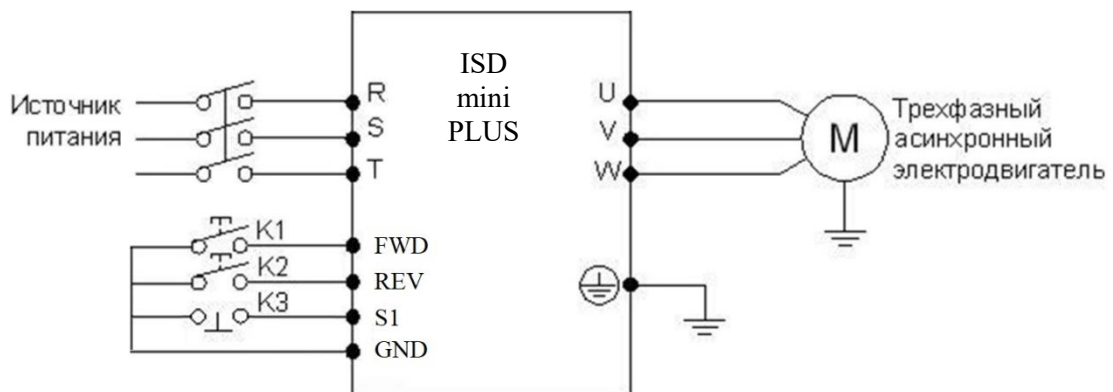 ISD
mini
PLUS
Источник
питания
R
S
T
U
V
W
M
Трехфазный
асинхронный
электродвигатель
K1
FWD
K2
REV
K3
S1
GND